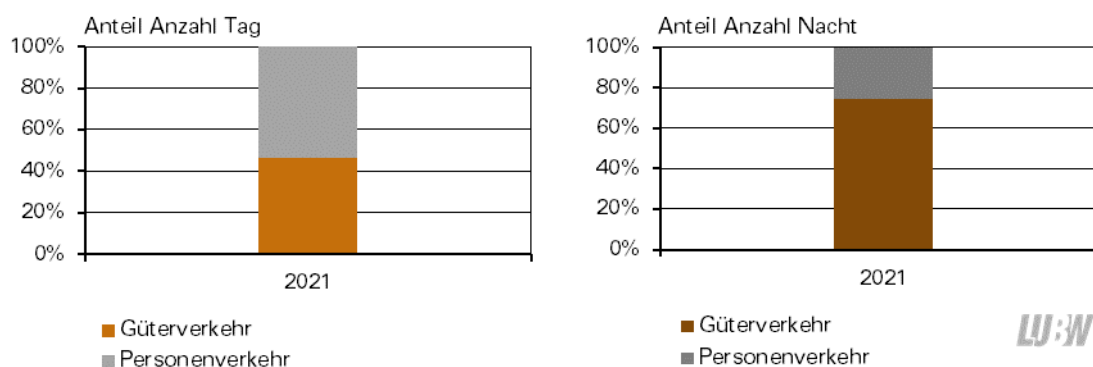 Anteil Anzahl Tag
100%
80%
60%
40%
20%
0%
2021
Güterverkehr
Personenverkehr
Anteil Anzahl Nacht
100%
80%
60%
40%
20%
0%
2021
Güterverkehr
Personenverkehr
LUBW